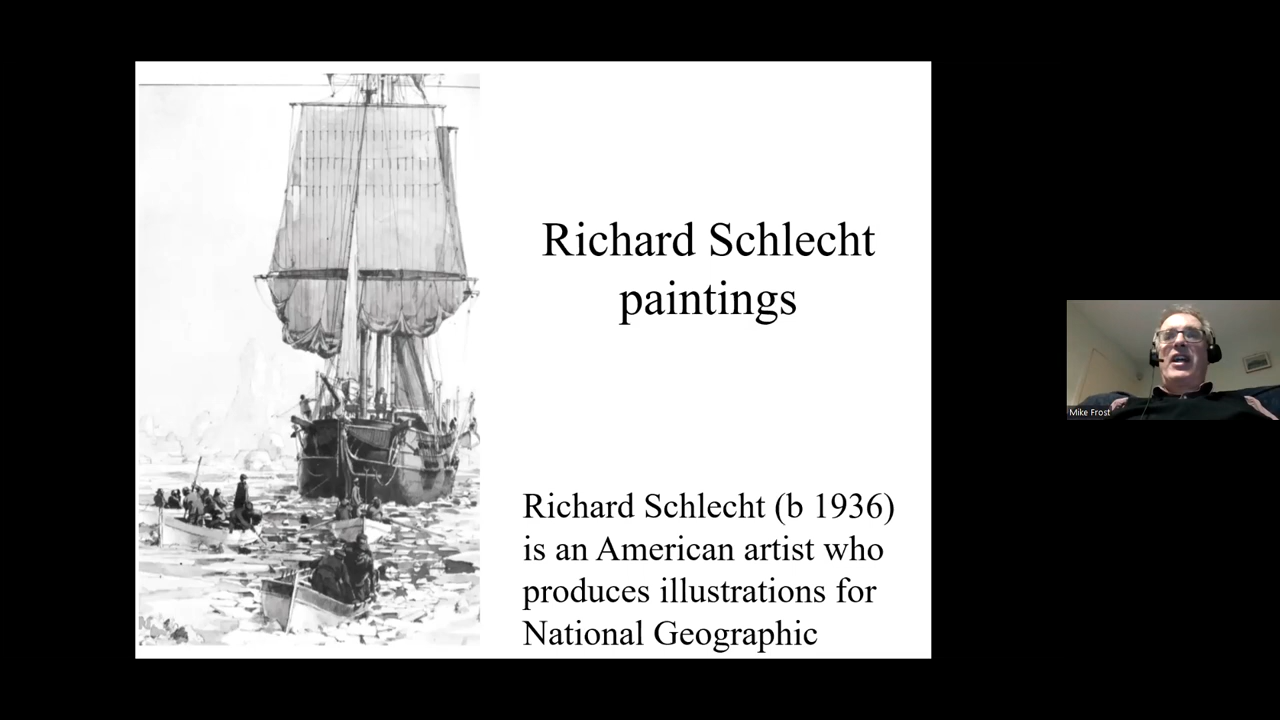 Richard Schlecht
paintings
Richard Schlecht (b 1936)
is an American artist who
produces illustrations for
National Geographic
Mike Frost